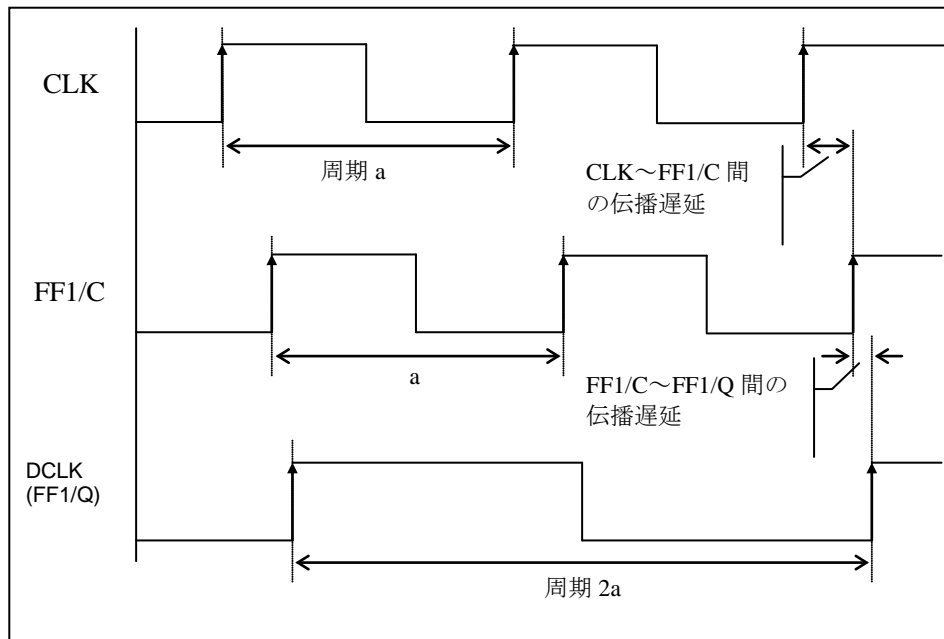 CLK
周期 a
CLK～FF1/C 間
の伝播遅延
FF1/C
a
FF1/C～FF1/Q 間の
伝播遅延
DCLK
(FF1/Q)
周期 2a